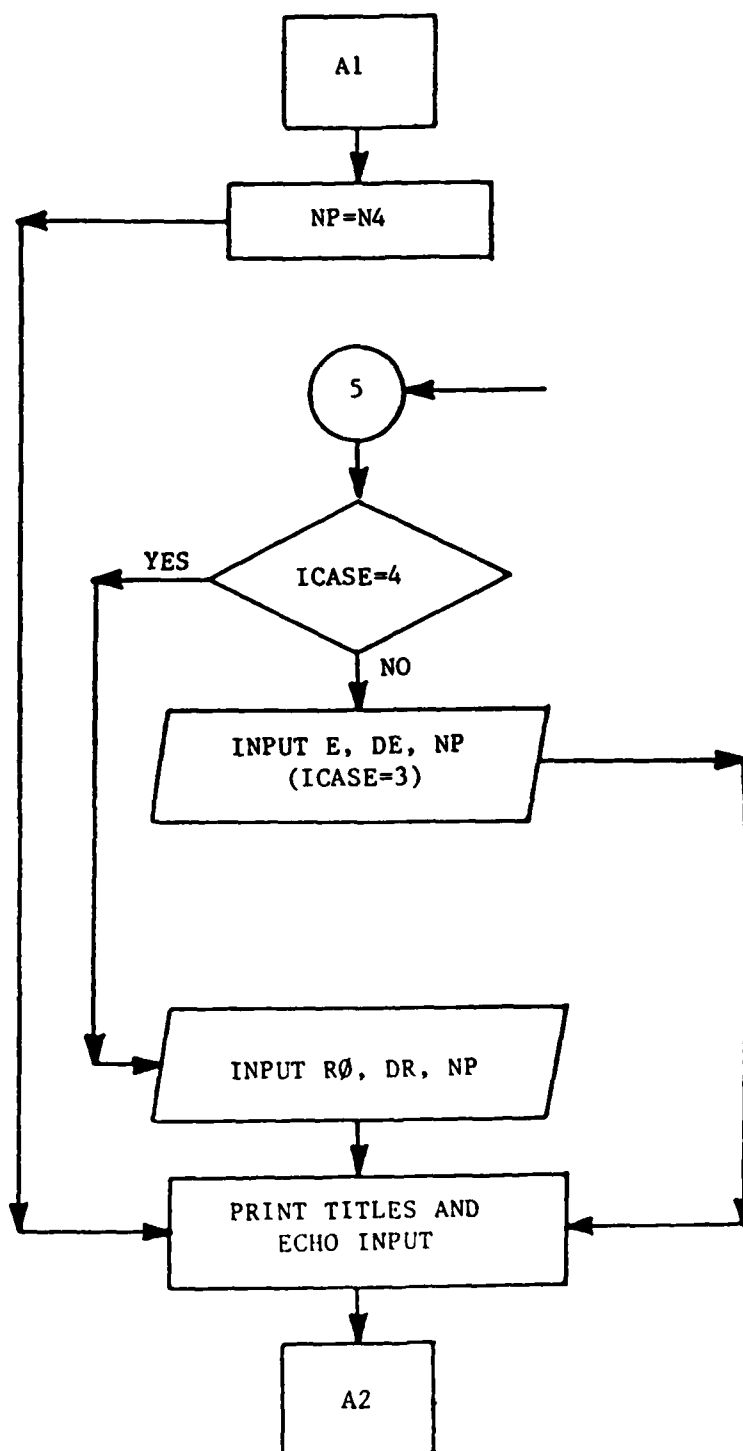 A1
NP=N4
5
YES
ICASE=4
NO
INPUT E, DE, NP
(ICASE=3)
INPUT RØ, DR, NP
PRINT TITLES AND
ECHO INPUT
A2